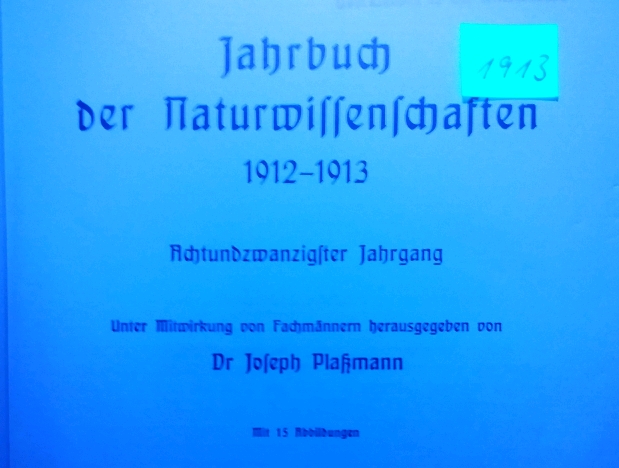 Jahrbuch
1913
der Naturwiſſenſchaften
1912–1913
Achtundzwanzigſter Jahrgang
Unter Mitwirkung von Fachmännern herausgegeben von
Dr Joſeph Plaßmann
Mit 15 Abbildungen